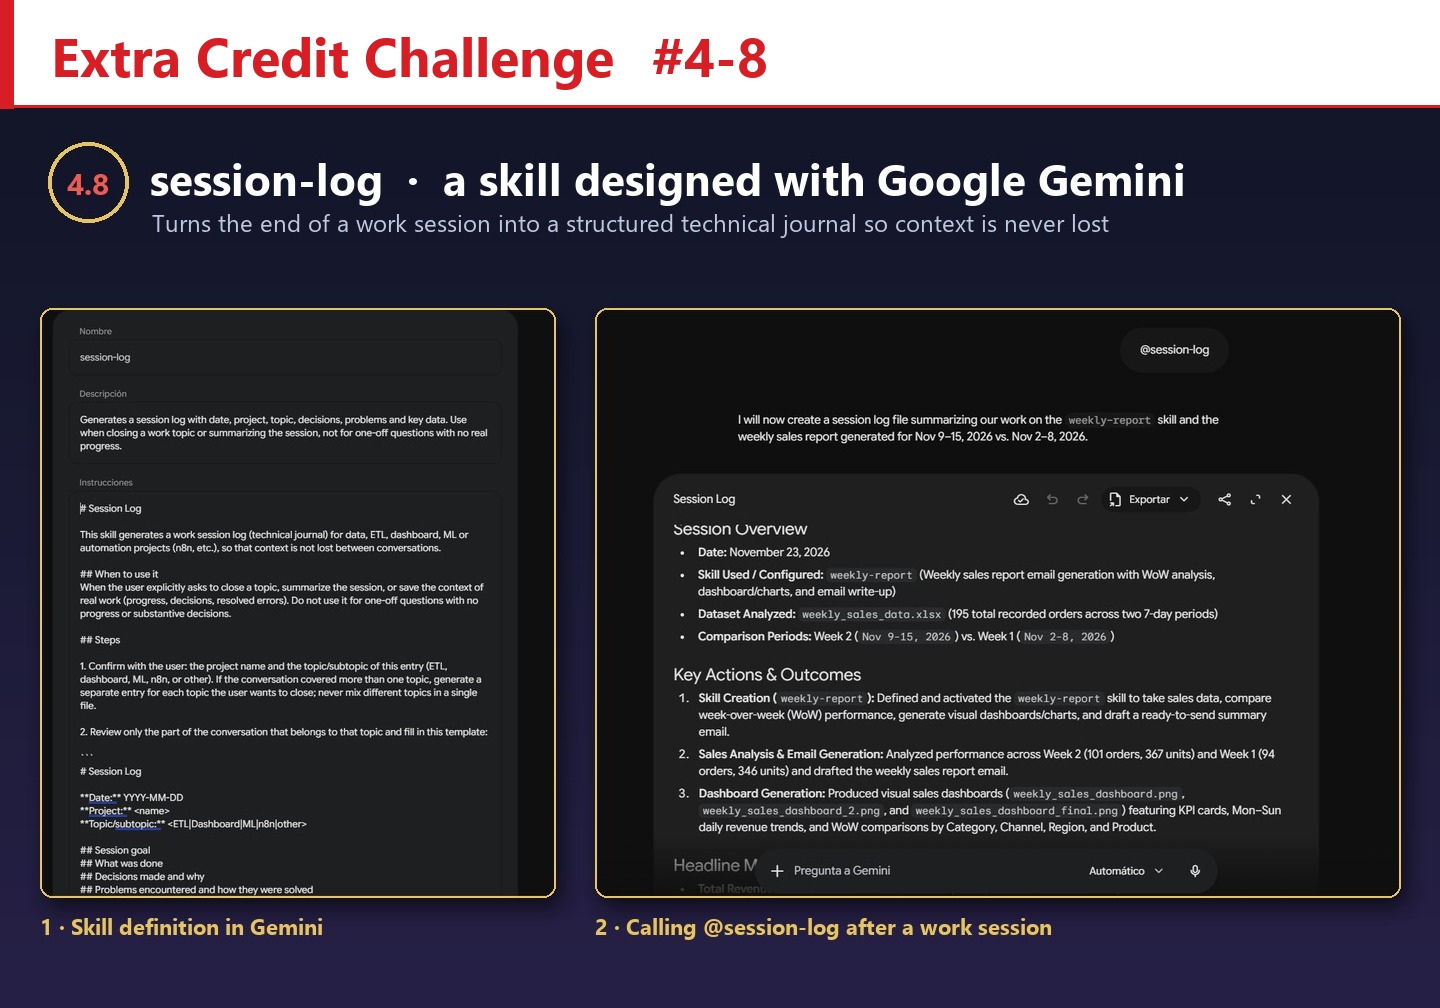 Extra Credit Challenge #4-8
4.8
session-log · a skill designed with Google Gemini
Turns the end of a work session into a structured technical journal so context is never lost
Nombre
session-log
Descripción
Generates a session log with date, project, topic, decisions, problems and key data. Use
when closing a work topic or summarizing the session, not for one-off questions with no real
progress.
Instrucciones
# Session Log
This skill generates a work session log (technical journal) for data, ETL, dashboard, ML or
automation projects (n8n, etc.), so that context is not lost between conversations.
## When to use it
When the user explicitly asks to close a topic, summarize the session, or save the context of
real work (progress, decisions, resolved errors). Do not use it for one-off questions with no
progress or substantive decisions.
## Steps
1. Confirm with the user: the project name and the topic/subtopic of this entry (ETL,
dashboard, ML, n8n, or other). If the conversation covered more than one topic, generate a
separate entry for each topic the user wants to close; never mix different topics in a single
file.
2. Review only the part of the conversation that belongs to that topic and fill in this template:
```
# Session Log
**Date:** YYYY-MM-DD
**Project:** <name>
**Topic/subtopic:** <ETL|Dashboard|ML|n8n|other>
## Session goal
## What was done
## Decisions made and why
## Problems encountered and how they were solved
1 · Skill definition in Gemini
@session-log
I will now create a session log file summarizing our work on the weekly-report skill and the
weekly sales report generated for Nov 9–15, 2026 vs. Nov 2–8, 2026.
Session Log
Exportar
Session Overview
• Date: November 23, 2026
• Skill Used / Configured: weekly-report (Weekly sales report email generation with WoW analysis,
dashboard/charts, and email write-up)
• Dataset Analyzed: weekly_sales_data.xlsx (195 total recorded orders across two 7-day periods)
• Comparison Periods: Week 2 ( Nov 9-15, 2026 ) vs. Week 1 ( Nov 2-8, 2026 )
Key Actions & Outcomes
1. Skill Creation ( weekly-report ): Defined and activated the weekly-report skill to take sales data, compare
week-over-week (WoW) performance, generate visual dashboards/charts, and draft a ready-to-send summary
email.
2. Sales Analysis & Email Generation: Analyzed performance across Week 2 (101 orders, 367 units) and Week 1 (94
orders, 346 units) and drafted the weekly sales report email.
3. Dashboard Generation: Produced visual sales dashboards ( weekly_sales_dashboard.png ,
weekly_sales_dashboard_2.png , and weekly_sales_dashboard_final.png ) featuring KPI cards, Mon–Sun
daily revenue trends, and WoW comparisons by Category, Channel, Region, and Product.
Headline
• Total
Pregunta a Gemini
Automático
2 · Calling @session-log after a work session